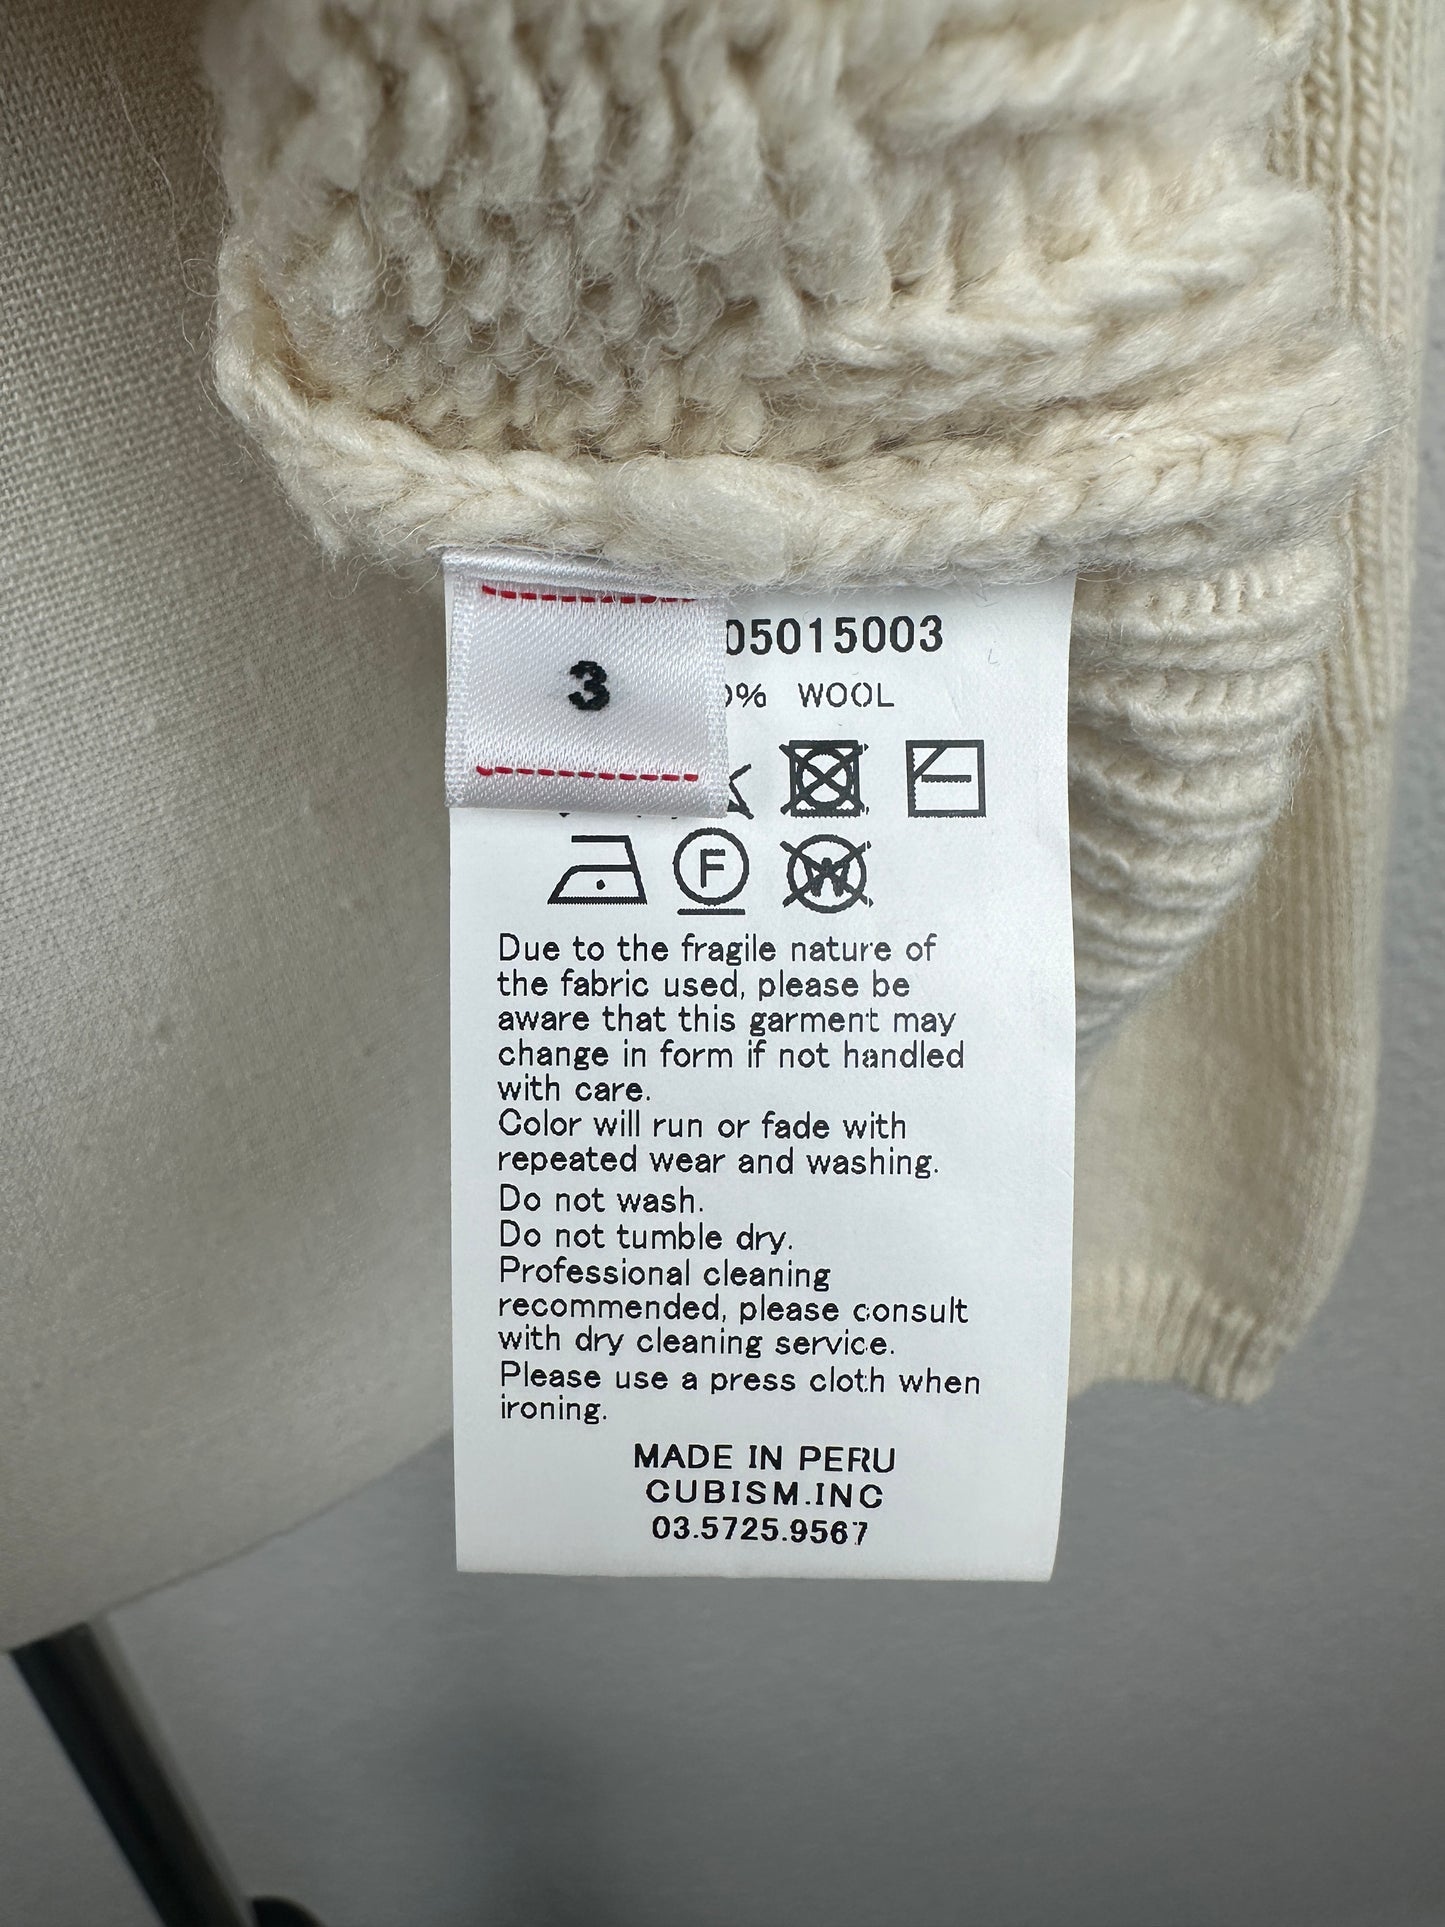 3
05015003
0% WOOL
F
W
Due to the fragile nature of
the fabric used, please be
aware that this garment may
change in form if not handled
with care.
Color will run or fade with
repeated wear and washing.
Do not wash.
Do not tumble dry.
Professional cleaning
recommended, please consult
with dry cleaning service.
Please use a press cloth when
ironing.
MADE IN PERU
CUBISM.INC
03.5725.9567